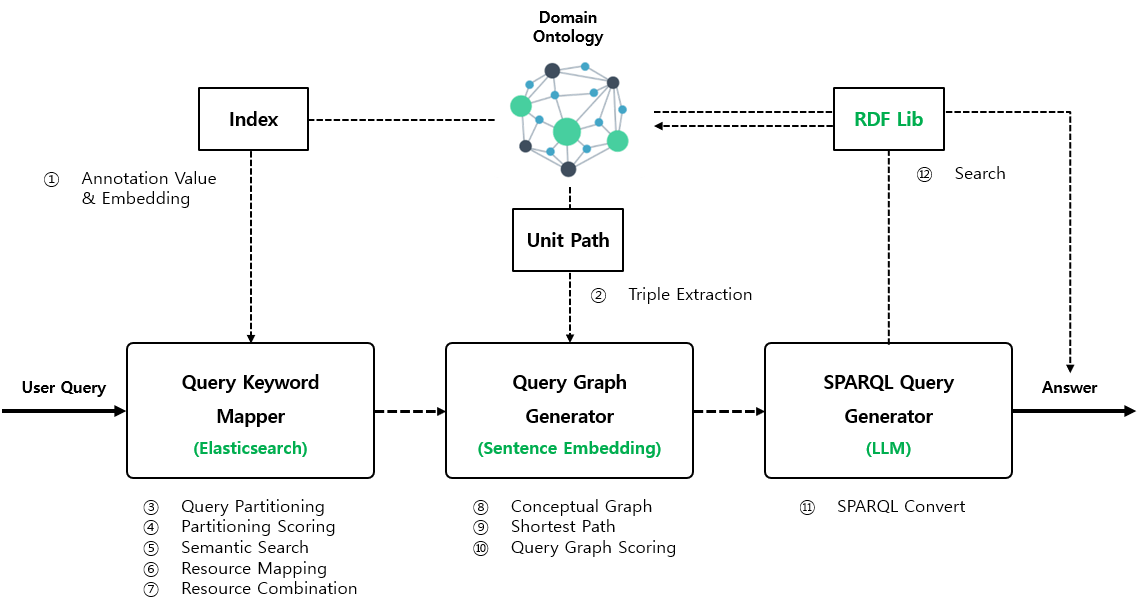 Domain
Ontology
Index
RDF Lib
① Annotation Value
& Embedding
⑫ Search
Unit Path
② Triple Extraction
User Query
Query Keyword
Mapper
(Elasticsearch)
Query Graph
Generator
(Sentence Embedding)
SPARQL Query
Generator
(LLM)
Answer
③ Query Partitioning
④ Partitioning Scoring
⑤ Semantic Search
⑥ Resource Mapping
⑦ Resource Combination
⑧ Conceptual Graph
⑨ Shortest Path
⑩ Query Graph Scoring
⑪ SPARQL Convert